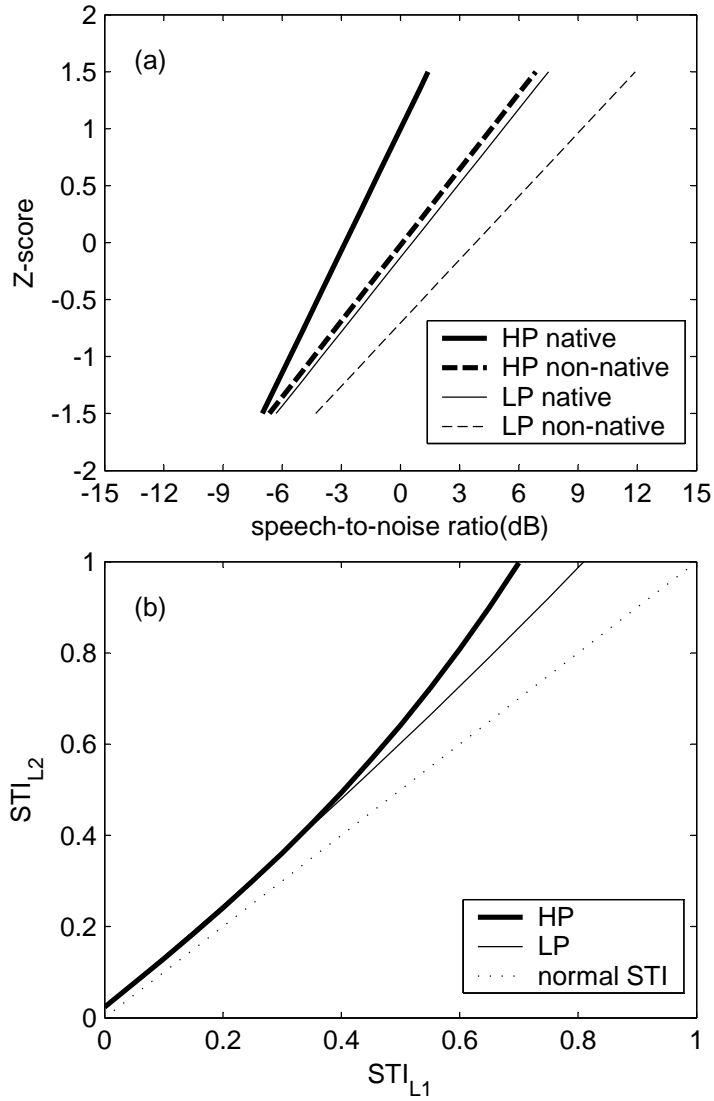 (a)
2
1.5
1
0.5
0
-0.5
-1
-1.5
-2
Z-score
HP native
HP non-native
LP native
LP non-native
-15 -12 -9 -6 -3 0 3 6 9 12 15
speech-to-noise ratio(dB)
(b)
1
0.8
0.6
0.4
0.2
0
STI_L2
HP
LP
normal STI
0 0.2 0.4 0.6 0.8 1
STI_L1